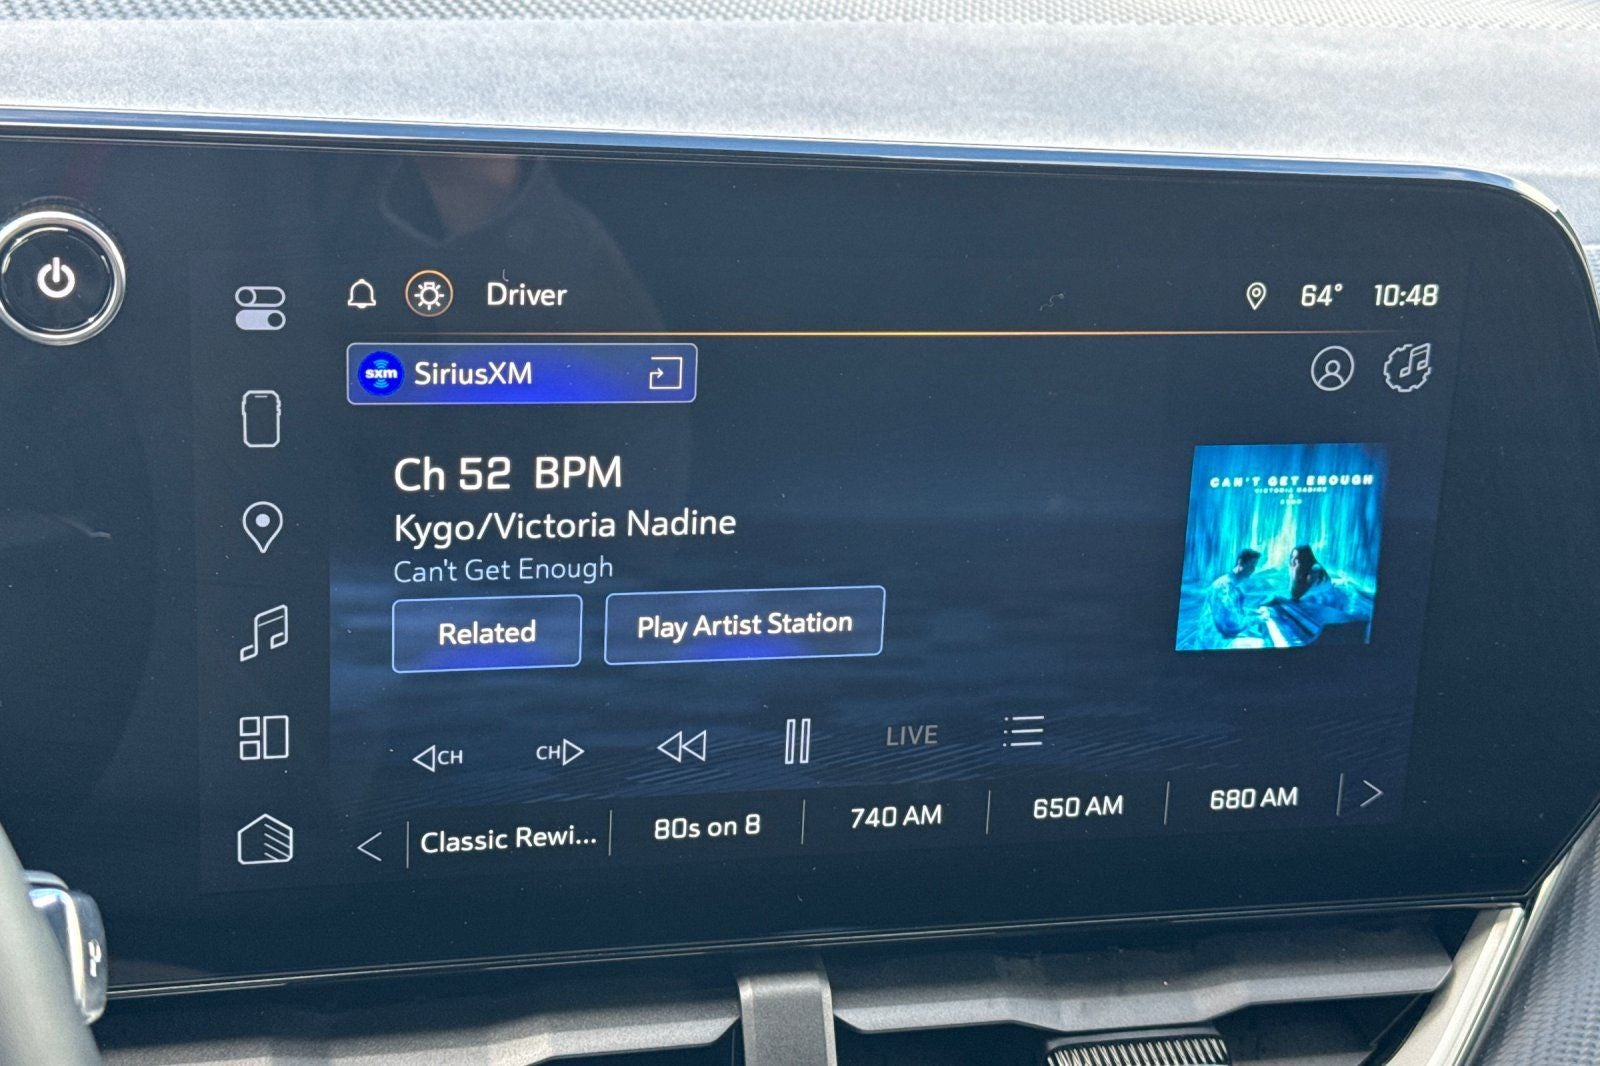 Driver
64° 10:48
sxm SiriusXM
Ch 52 BPM
Kygo/Victoria Nadine
Can't Get Enough
Related
Play Artist Station
CAN'T GET ENOUGH
VICTORIA NADINE
&
KYGO
CH
CH
LIVE
Classic Rewi...
80s on 8
740 AM
650 AM
680 AM